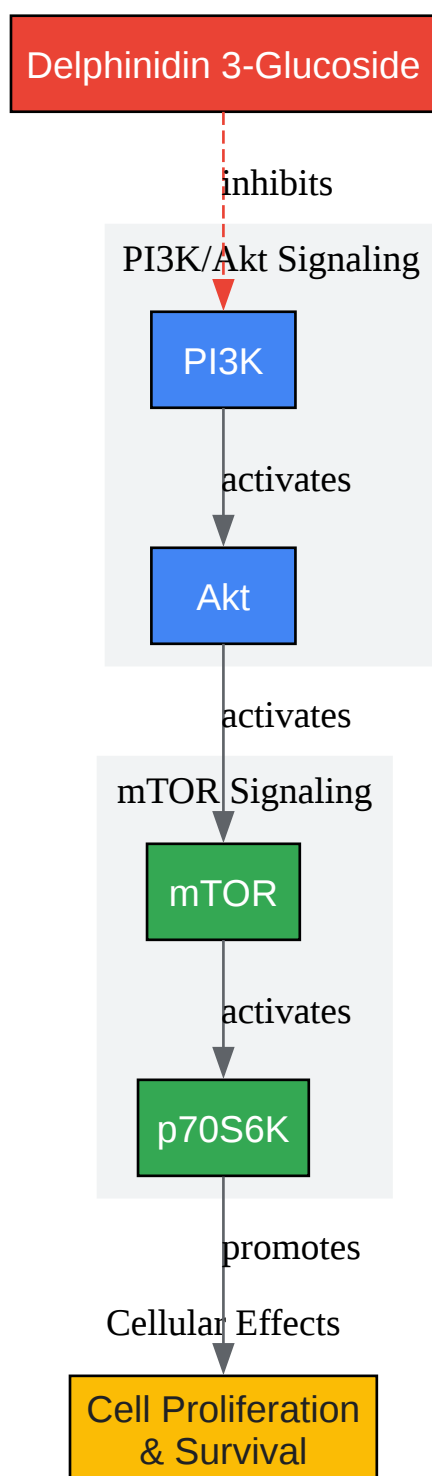 Delphinidin 3-Glucoside
inhibits
PI3K/Akt Signaling
PI3K
activates
Akt
activates
mTOR Signaling
mTOR
activates
p70S6K
promotes
Cellular Effects
Cell Proliferation
& Survival